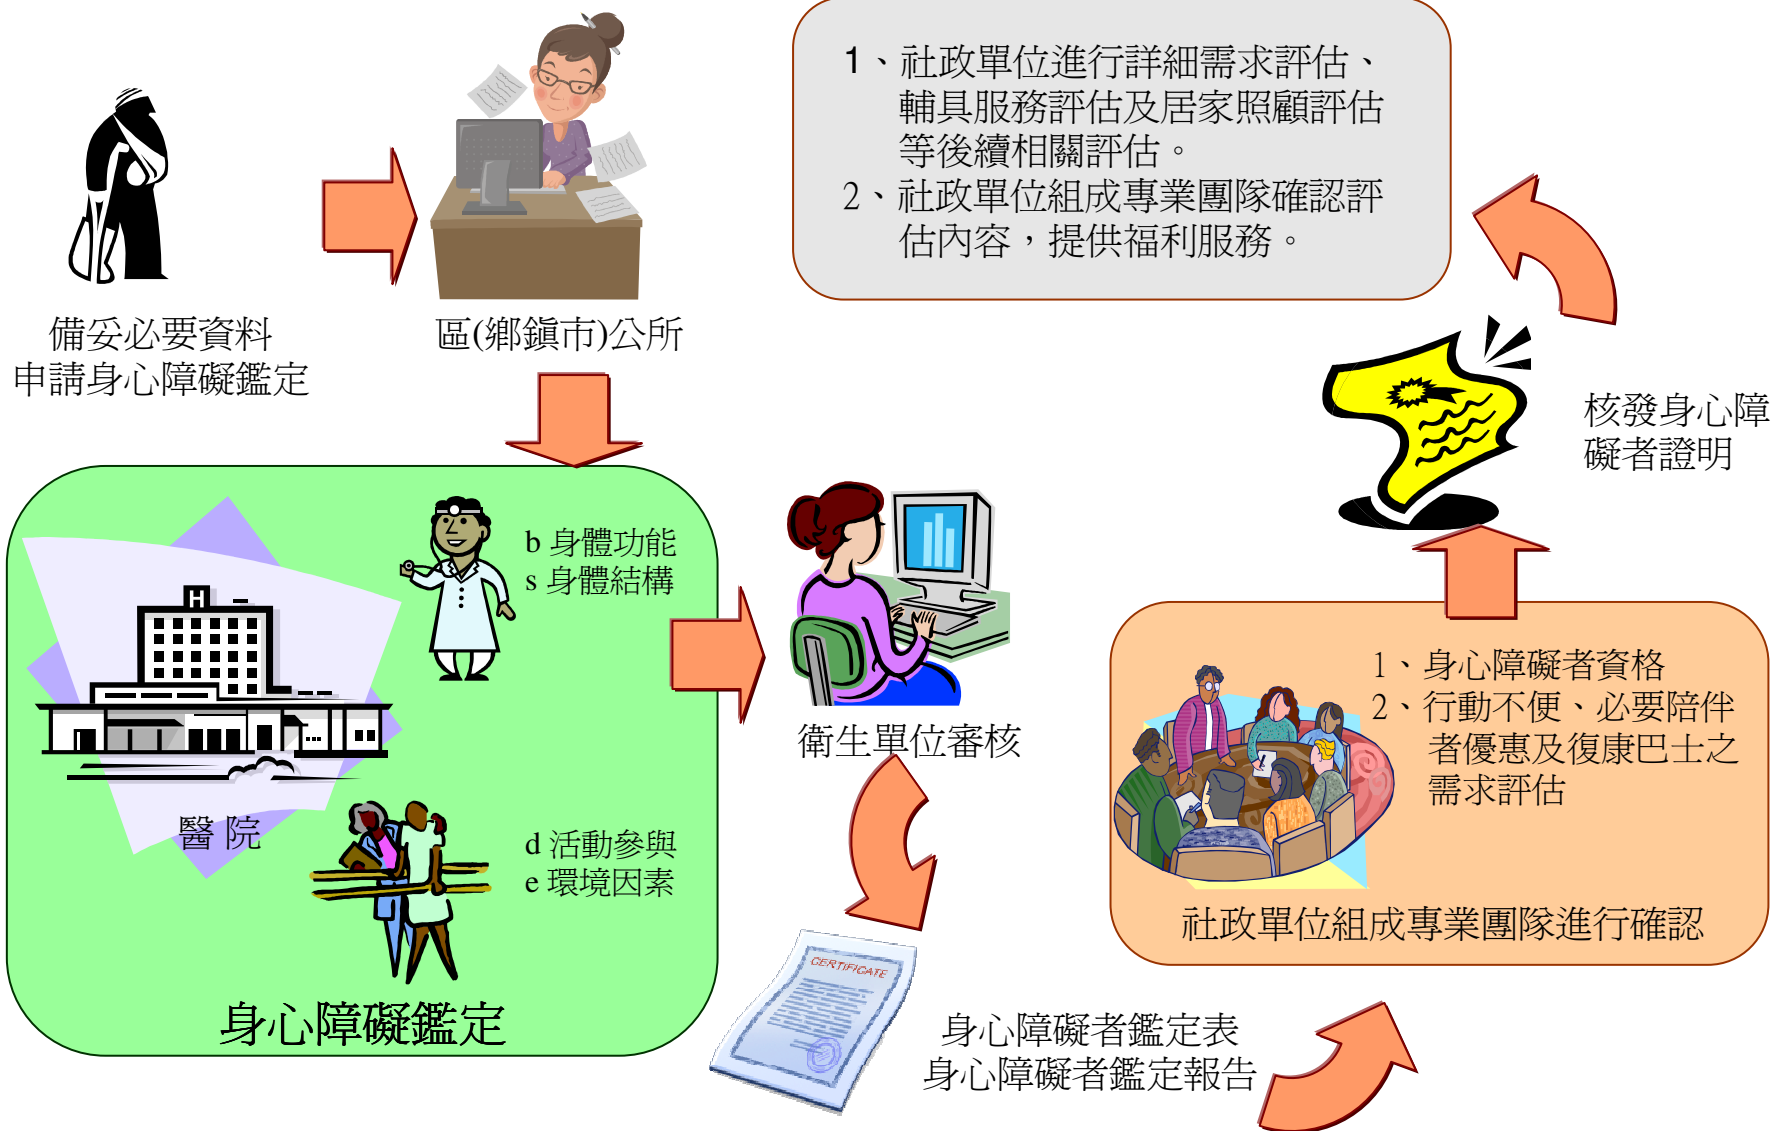 備妥必要資料
申請身心障礙鑑定
區(鄉鎮市)公所
b 身體功能
s 身體結構
H
醫 院
d 活動參與
e 環境因素
身心障礙鑑定
衛生單位審核
CERTIFICATE
身心障礙者鑑定表
身心障礙者鑑定報告
1、身心障礙者資格
2、行動不便、必要陪伴
者優惠及復康巴士之
需求評估
社政單位組成專業團隊進行確認
核發身心障
礙者證明
1、社政單位進行詳細需求評估、
輔具服務評估及居家照顧評估
等後續相關評估。
2、社政單位組成專業團隊確認評
估內容，提供福利服務。